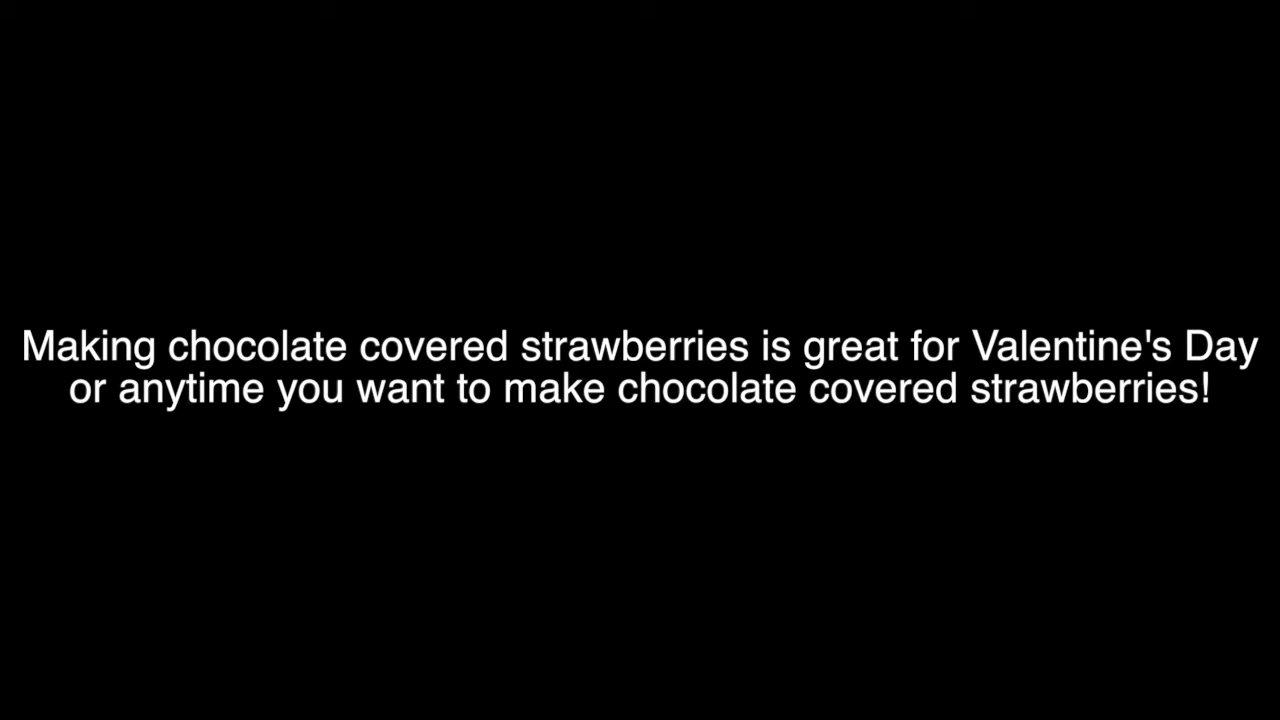 Making chocolate covered strawberries is great for Valentine's Day
or anytime you want to make chocolate covered strawberries!